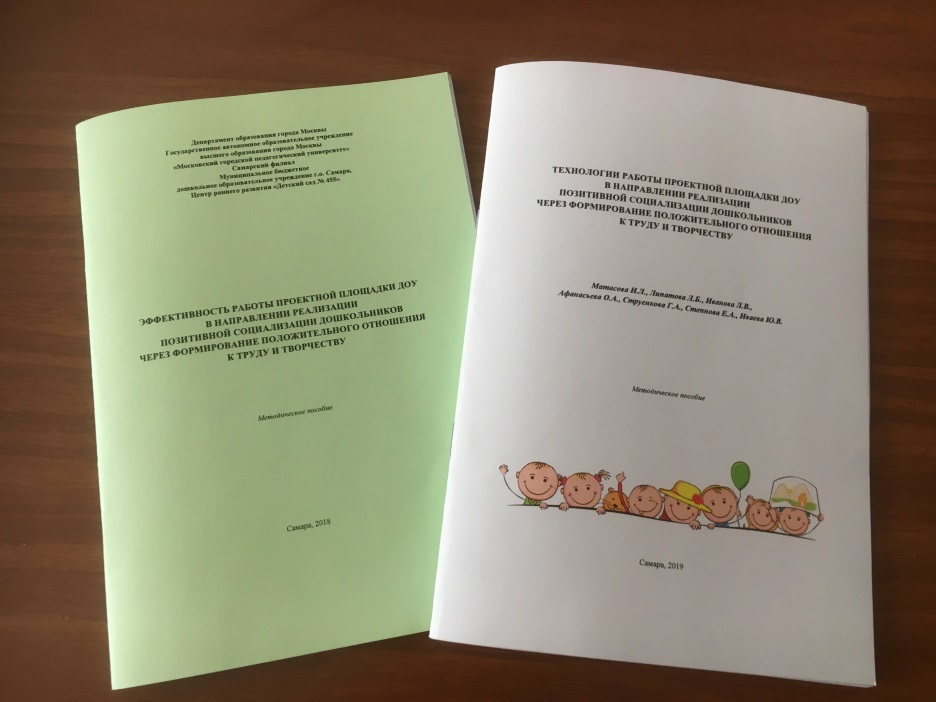 Департамент образования города Москвы
Государственное автономное образовательное учреждение
высшего образования города Москвы
«Московский городской педагогический университет»
Самарский филиал
Муниципальное бюджетное
дошкольное образовательное учреждение г.о. Самара,
Центр раннего развития «Детский сад № 455»
ЭФФЕКТИВНОСТЬ РАБОТЫ ПРОЕКТНОЙ ПЛОЩАДКИ ДОУ
В НАПРАВЛЕНИИ РЕАЛИЗАЦИИ
ПОЗИТИВНОЙ СОЦИАЛИЗАЦИИ ДОШКОЛЬНИКОВ
ЧЕРЕЗ ФОРМИРОВАНИЕ ПОЛОЖИТЕЛЬНОГО ОТНОШЕНИЯ
К ТРУДУ И ТВОРЧЕСТВУ
Методическое пособие
Самара, 2018
ТЕХНОЛОГИИ РАБОТЫ ПРОЕКТНОЙ ПЛОЩАДКИ ДОУ
В НАПРАВЛЕНИИ РЕАЛИЗАЦИИ
ПОЗИТИВНОЙ СОЦИАЛИЗАЦИИ ДОШКОЛЬНИКОВ
ЧЕРЕЗ ФОРМИРОВАНИЕ ПОЛОЖИТЕЛЬНОГО ОТНОШЕНИЯ
К ТРУДУ И ТВОРЧЕСТВУ
Матасова И.Л., Липатова Л.Б., Иванова Л.В.,
Афанасьева О.А., Струенкова Г.А., Степнова Е.А., Иваева Ю.В.
Методическое пособие
Самара, 2019